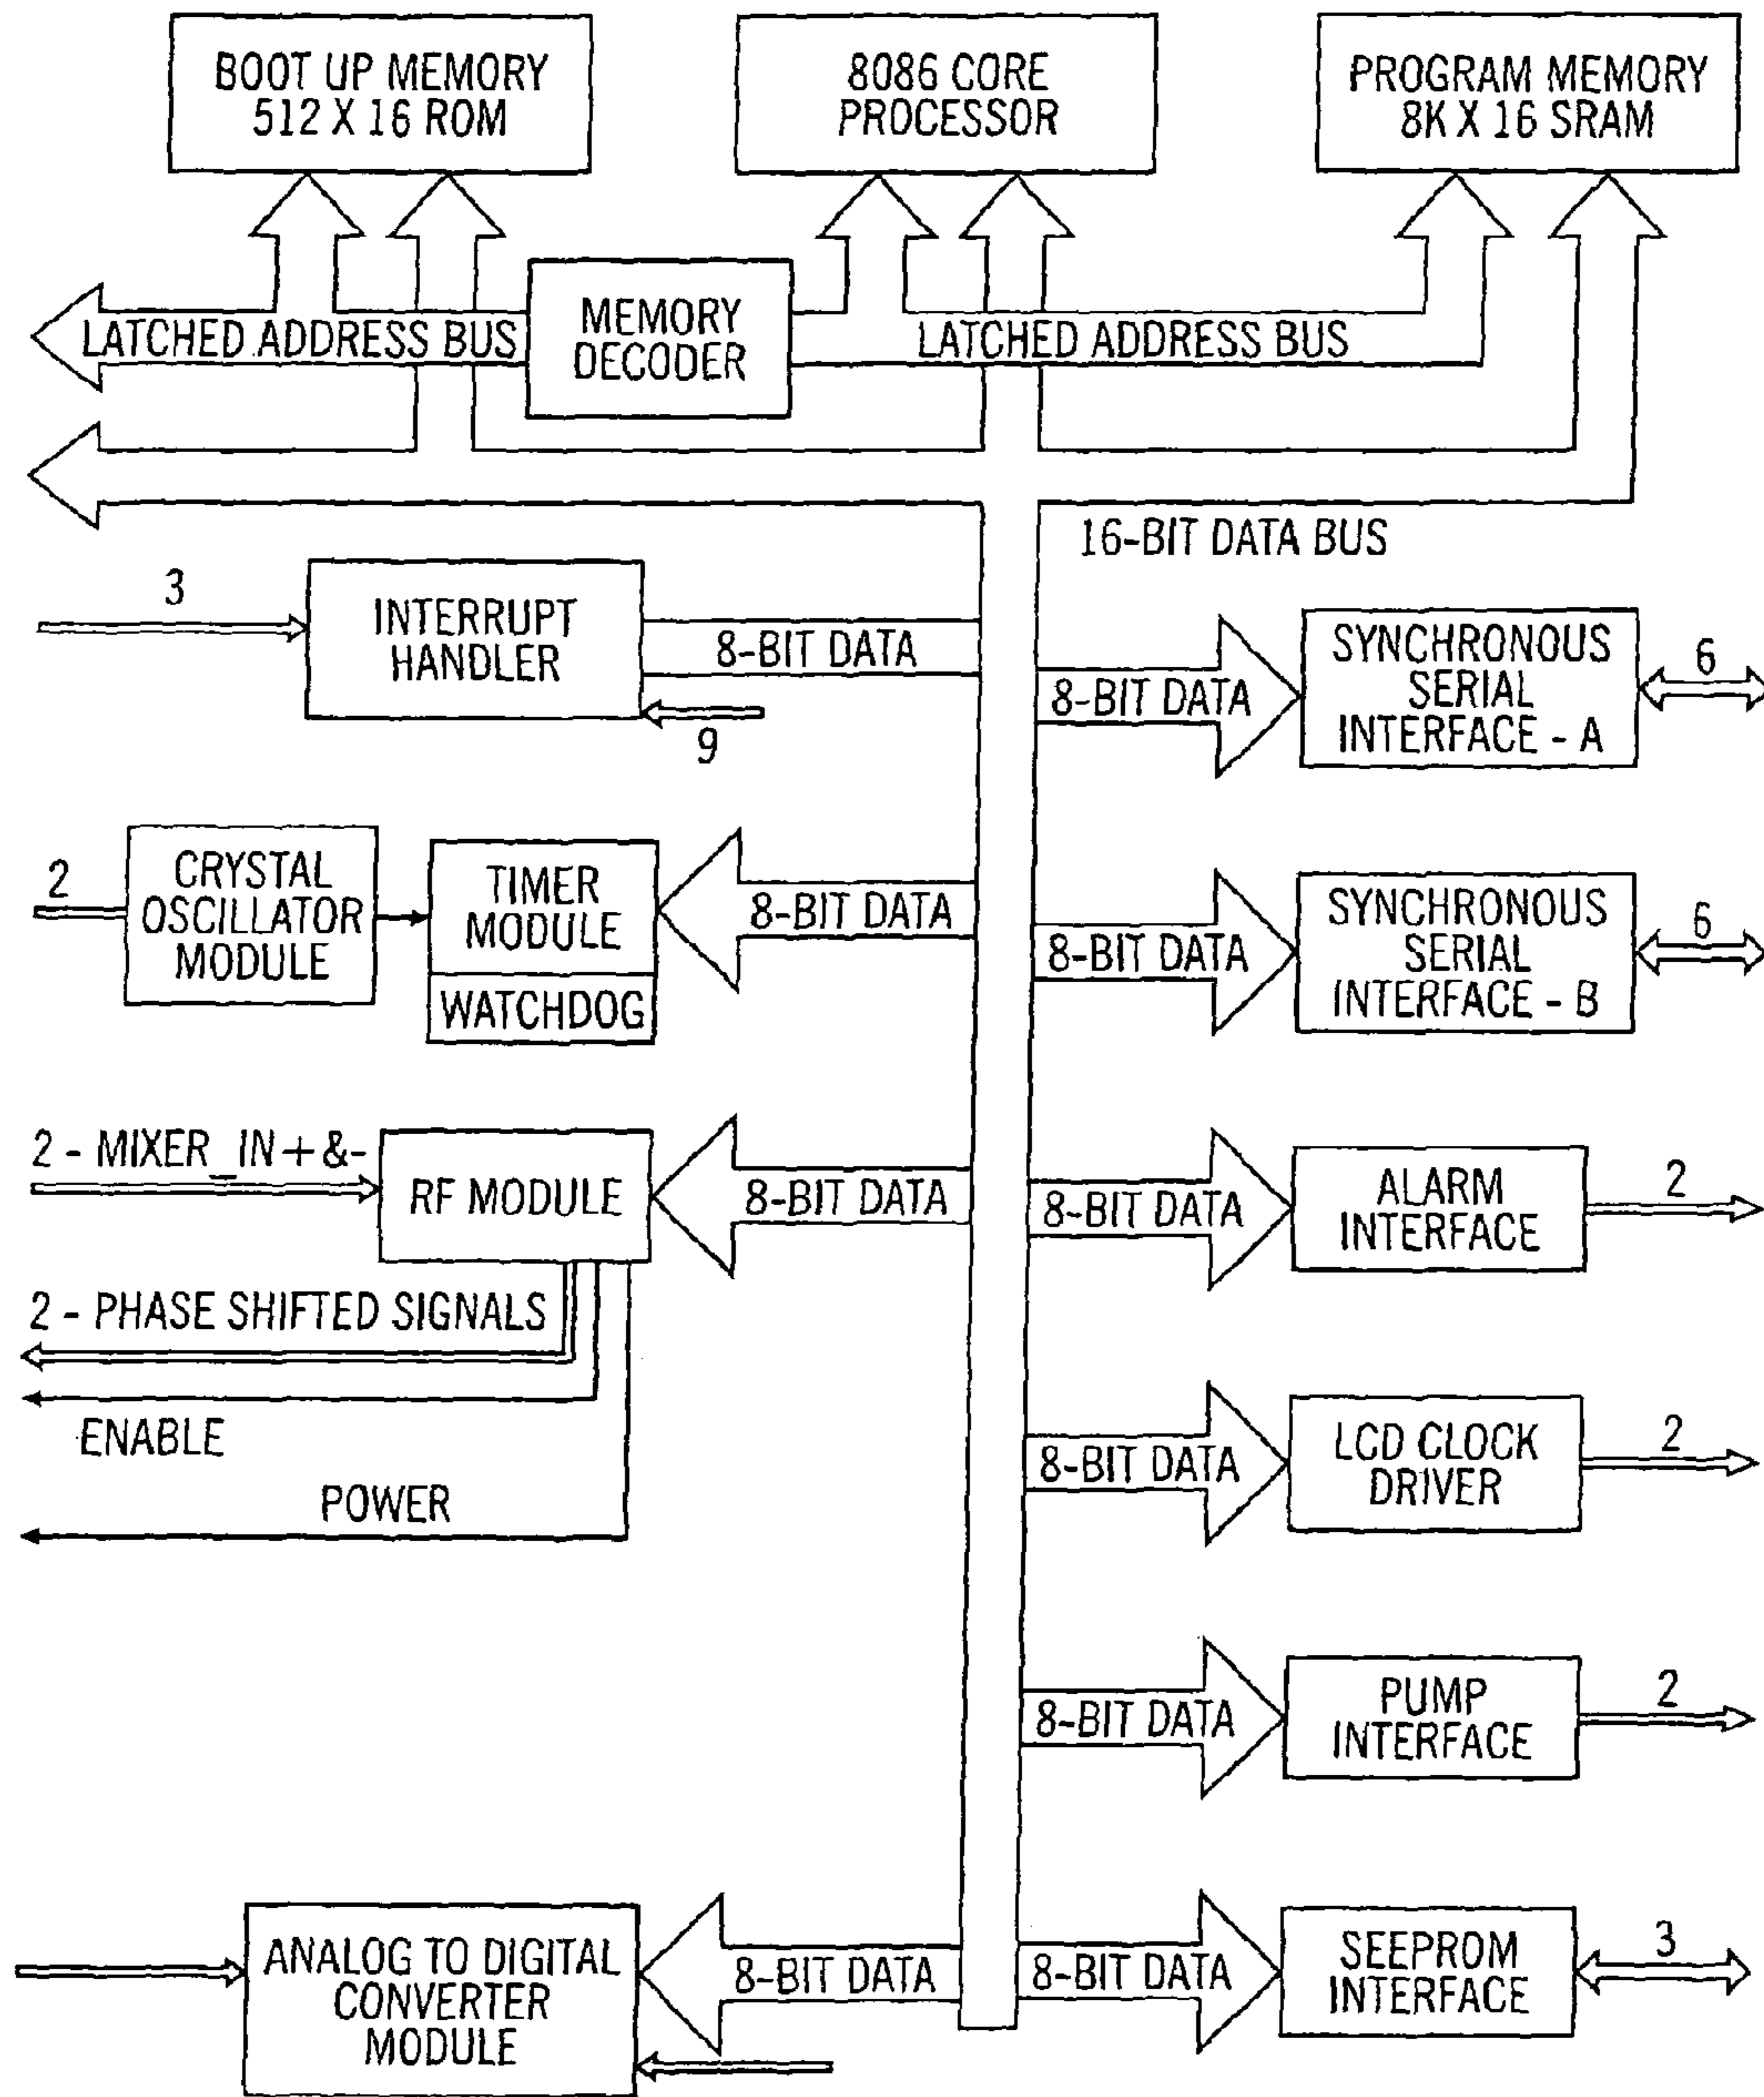 BOOT UP MEMORY
512 X 16 ROM
8086 CORE
PROCESSOR
PROGRAM MEMORY
8K X 16 SRAM
LATCHED ADDRESS BUS
MEMORY
DECODER
LATCHED ADDRESS BUS
16-BIT DATA BUS
3
INTERRUPT
HANDLER
8-BIT DATA
9
8-BIT DATA
SYNCHRONOUS
SERIAL
INTERFACE - A
6
2
CRYSTAL
OSCILLATOR
MODULE
TIMER
MODULE
WATCHDOG
8-BIT DATA
8-BIT DATA
SYNCHRONOUS
SERIAL
INTERFACE - B
6
2 - MIXER_IN +&-
RF MODULE
8-BIT DATA
8-BIT DATA
ALARM
INTERFACE
2
2 - PHASE SHIFTED SIGNALS
ENABLE
POWER
8-BIT DATA
LCD CLOCK
DRIVER
2
8-BIT DATA
PUMP
INTERFACE
2
ANALOG TO DIGITAL
CONVERTER
MODULE
8-BIT DATA
8-BIT DATA
SEEPROM
INTERFACE
3